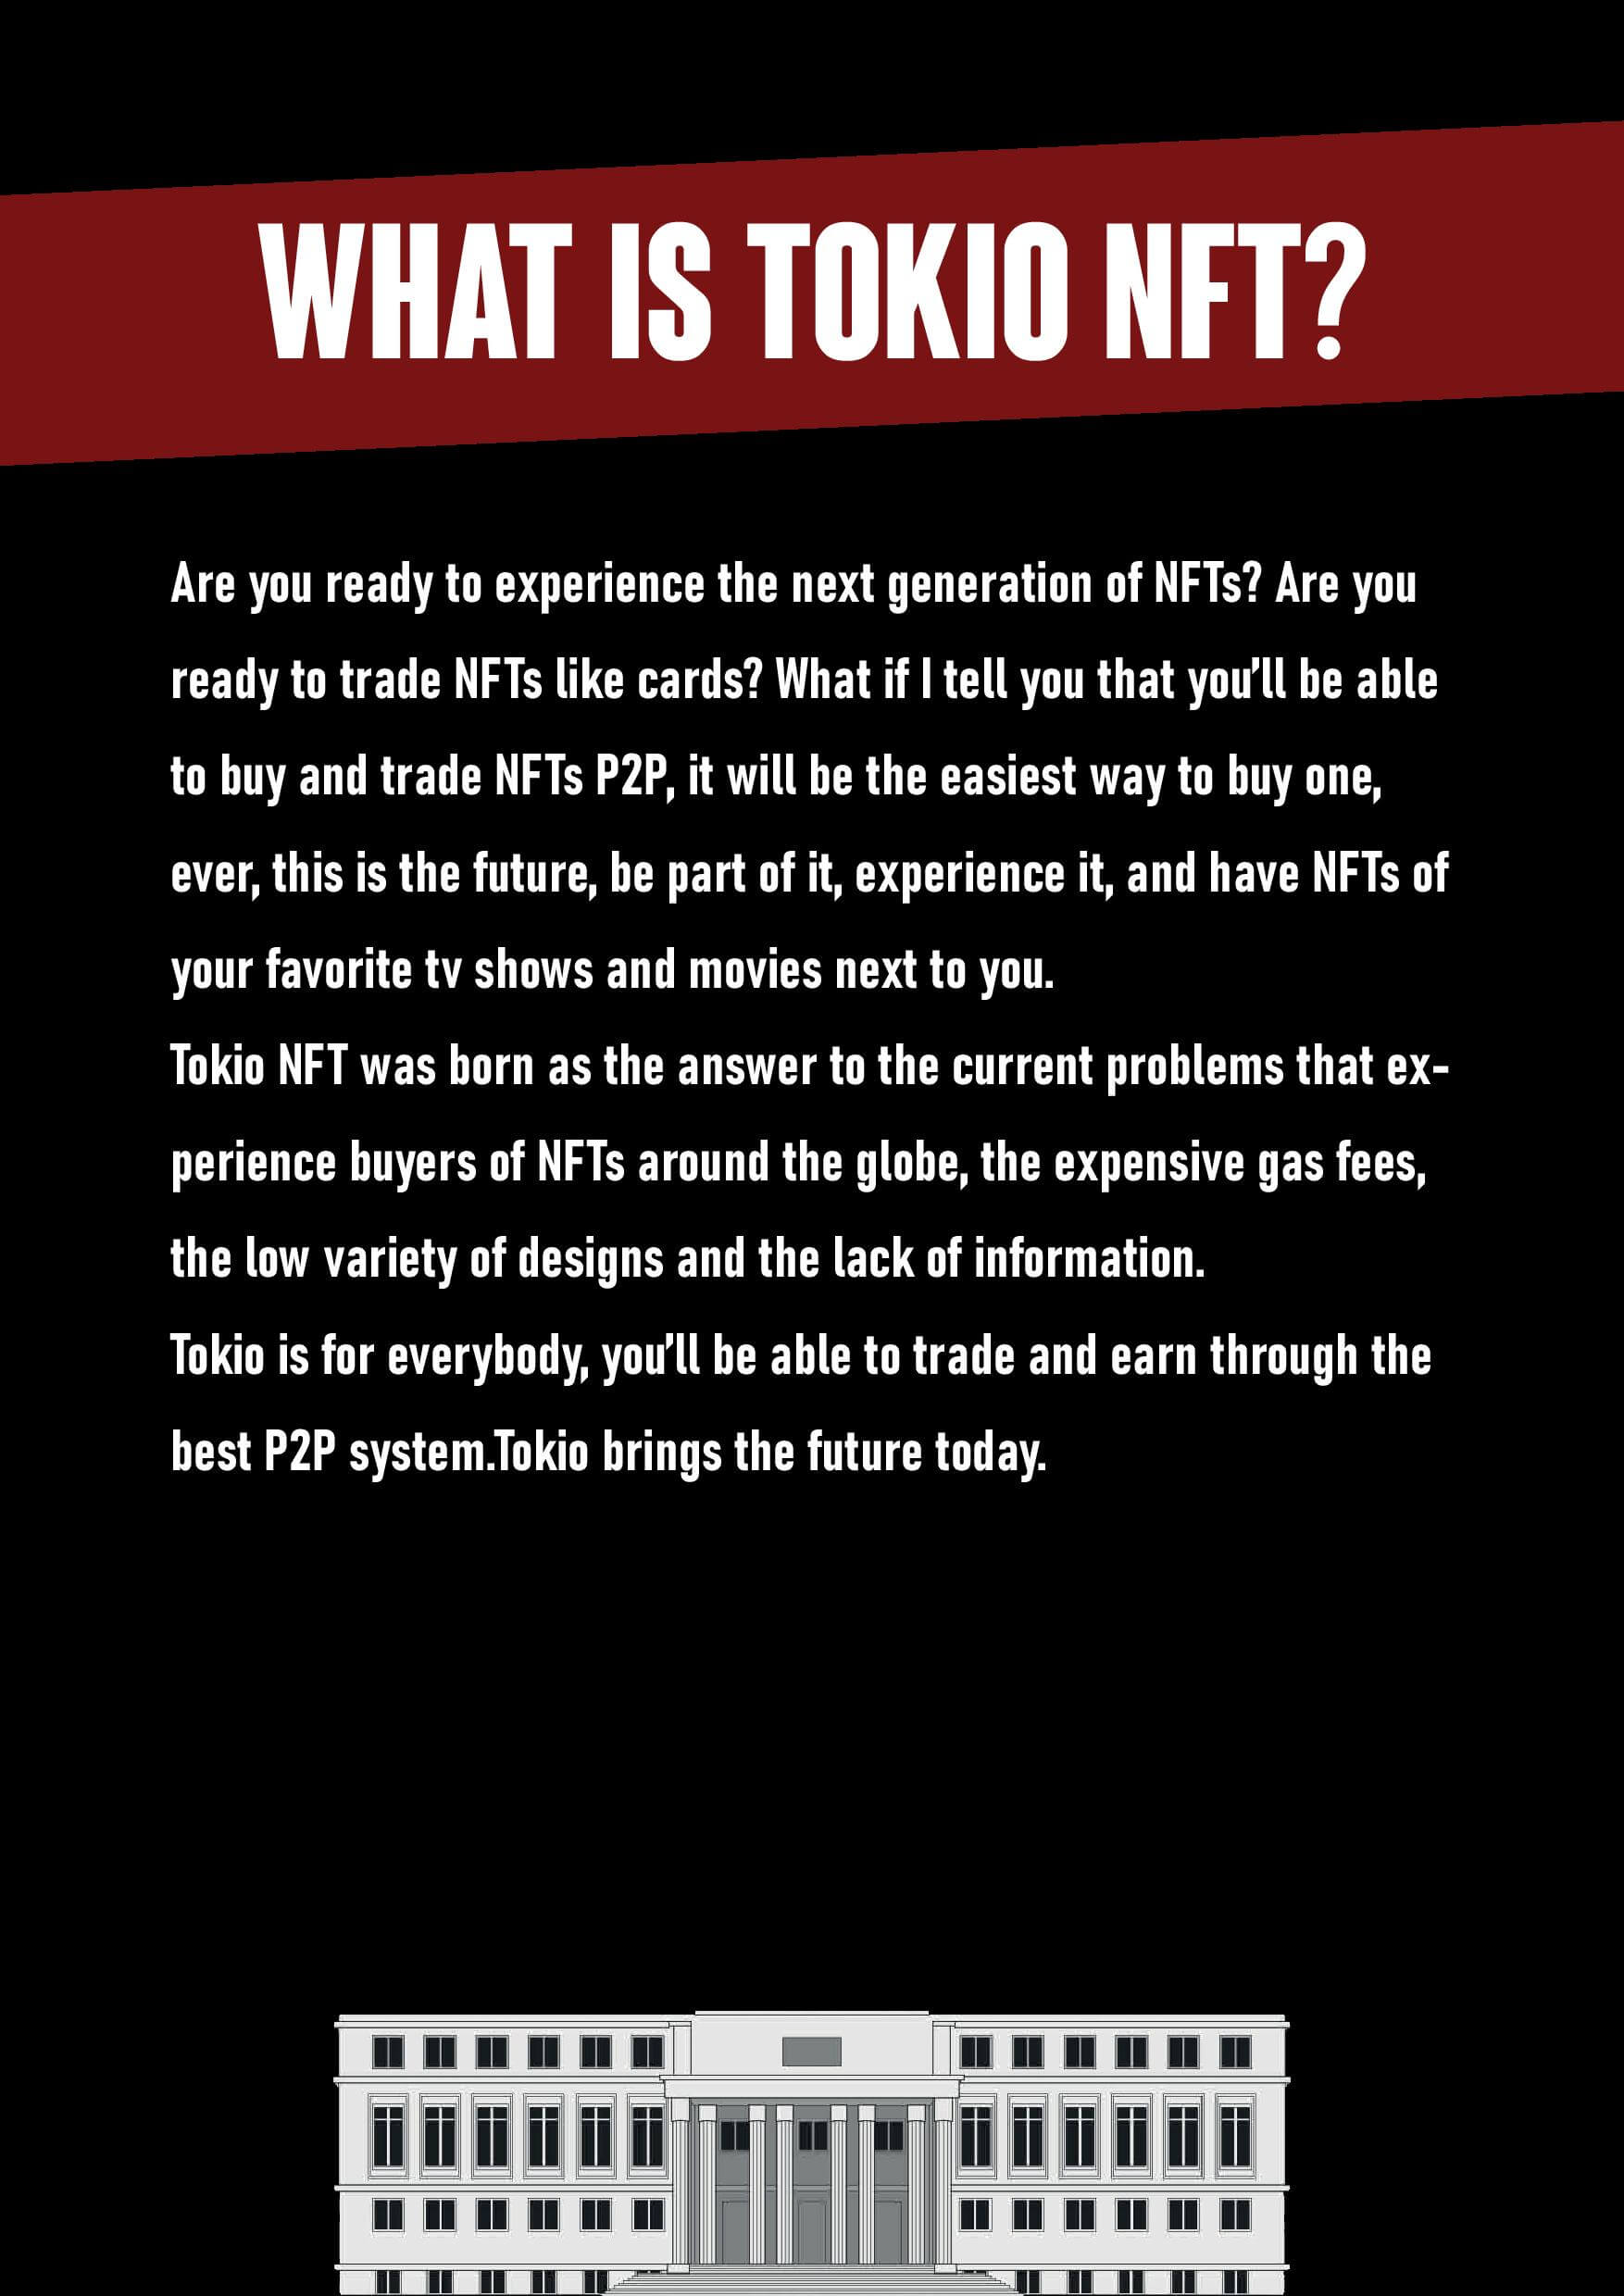 WHAT IS TOKIO NFT?
Are you ready to experience the next generation of NFTs? Are you
ready to trade NFTs like cards? What if I tell you that you’ll be able
to buy and trade NFTs P2P, it will be the easiest way to buy one,
ever, this is the future, be part of it, experience it, and have NFTs of
your favorite tv shows and movies next to you.
Tokio NFT was born as the answer to the current problems that ex-
perience buyers of NFTs around the globe, the expensive gas fees,
the low variety of designs and the lack of information.
Tokio is for everybody, you’ll be able to trade and earn through the
best P2P system.Tokio brings the future today.